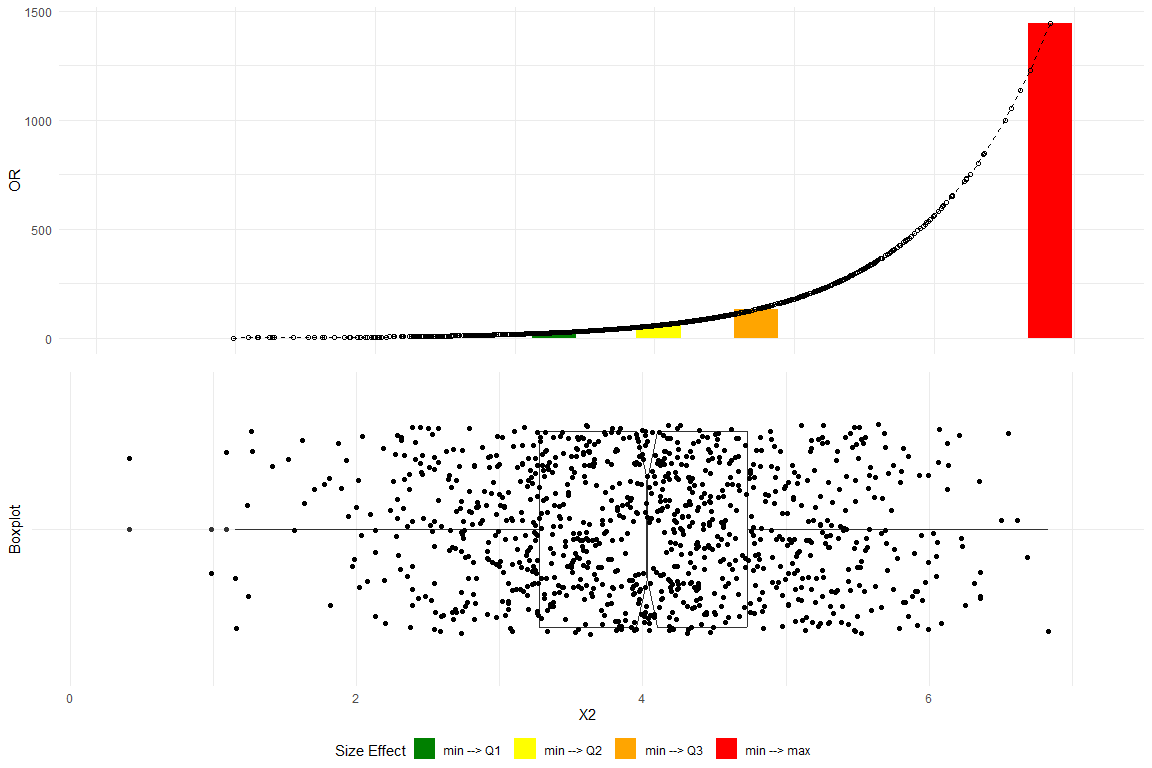 1500
1000
OR
500
0
Boxplot
0 2 4 6
X2
Size Effect min --> Q1 min --> Q2 min --> Q3 min --> max